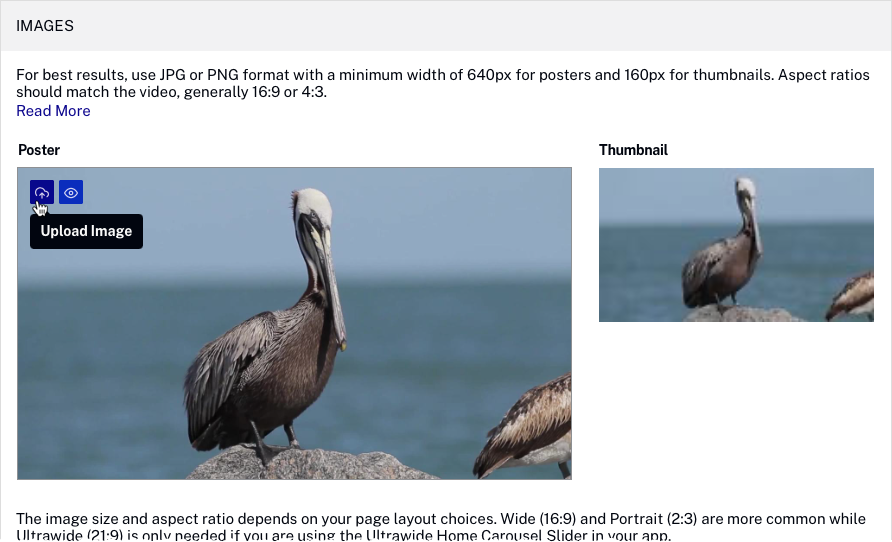 IMAGES
For best results, use JPG or PNG format with a minimum width of 640px for posters and 160px for thumbnails. Aspect ratios
should match the video, generally 16:9 or 4:3.
Read More
Poster
Thumbnail
Upload Image
The image size and aspect ratio depends on your page layout choices. Wide (16:9) and Portrait (2:3) are more common while
Ultrawide (21:9) is only needed if you are using the Ultrawide Home Carousel Slider in your app.